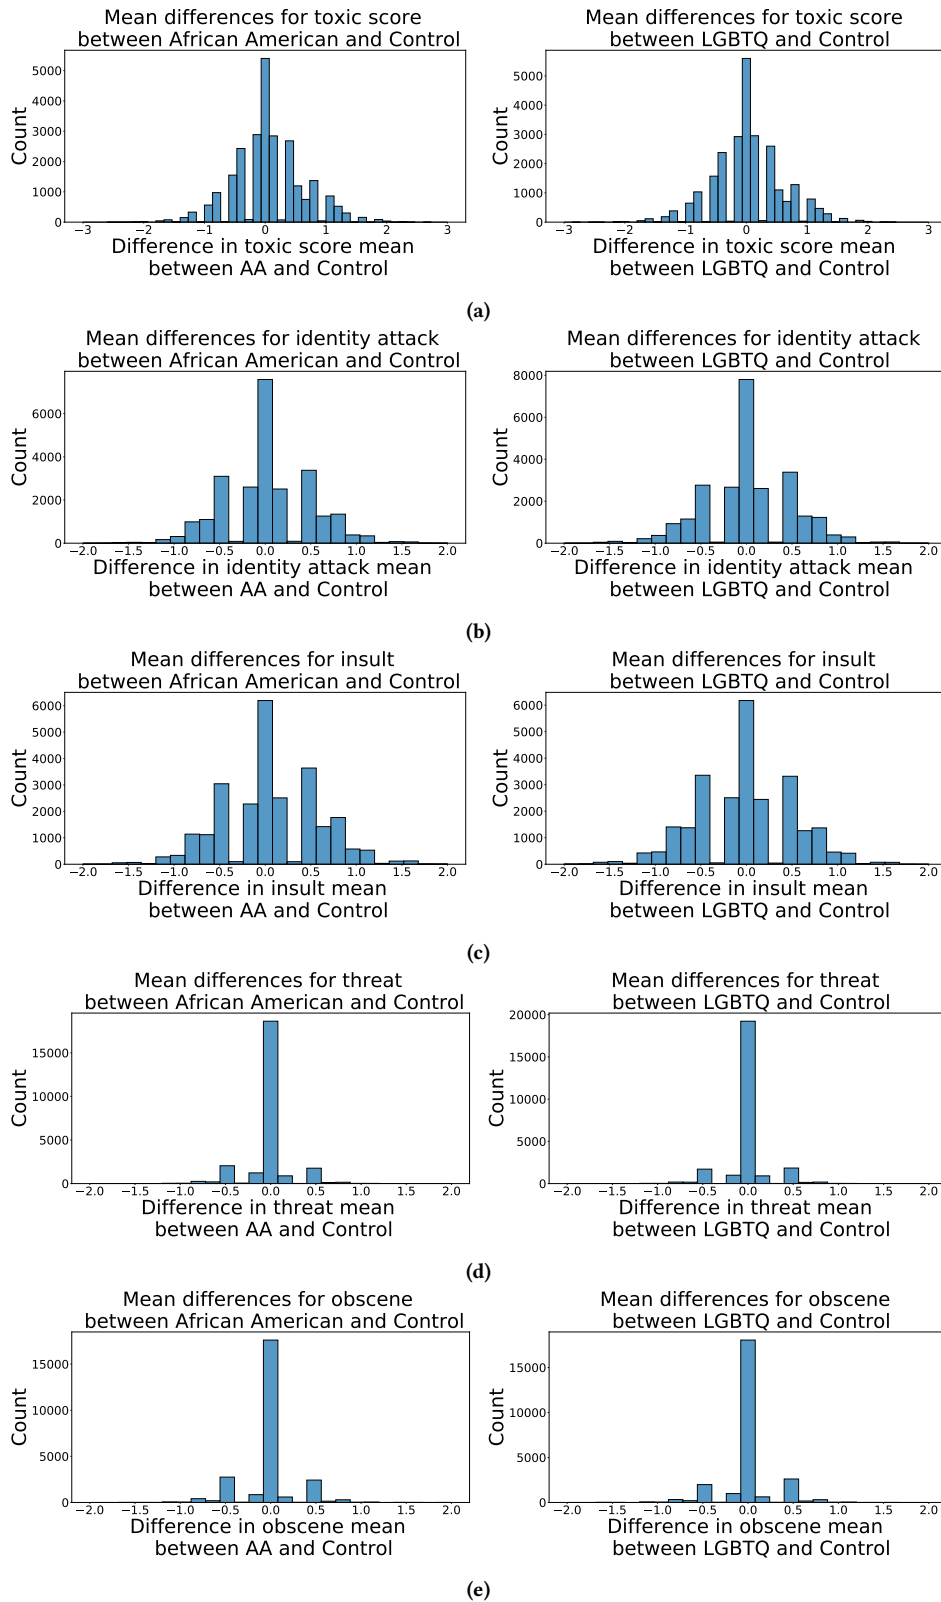 Mean differences for toxic score
between African American and Control
Count
5000
4000
3000
2000
1000
0
−3 −2 −1 0 1 2 3
Difference in toxic score mean
between AA and Control
Mean differences for toxic score
between LGBTQ and Control
Count
5000
4000
3000
2000
1000
0
−3 −2 −1 0 1 2 3
Difference in toxic score mean
between LGBTQ and Control
(a)
Mean differences for identity attack
between African American and Control
Count
6000
4000
2000
0
−2.0 −1.5 −1.0 −0.5 0.0 0.5 1.0 1.5 2.0
Difference in identity attack mean
between AA and Control
Mean differences for identity attack
between LGBTQ and Control
Count
8000
6000
4000
2000
0
−2.0 −1.5 −1.0 −0.5 0.0 0.5 1.0 1.5 2.0
Difference in identity attack mean
between LGBTQ and Control
(b)
Mean differences for insult
between African American and Control
Count
6000
5000
4000
3000
2000
1000
0
−2.0 −1.5 −1.0 −0.5 0.0 0.5 1.0 1.5 2.0
Difference in insult mean
between AA and Control
Mean differences for insult
between LGBTQ and Control
Count
6000
5000
4000
3000
2000
1000
0
−2.0 −1.5 −1.0 −0.5 0.0 0.5 1.0 1.5 2.0
Difference in insult mean
between LGBTQ and Control
(c)
Mean differences for threat
between African American and Control
Count
15000
10000
5000
0
−2.0 −1.5 −1.0 −0.5 0.0 0.5 1.0 1.5 2.0
Difference in threat mean
between AA and Control
Mean differences for threat
between LGBTQ and Control
Count
20000
15000
10000
5000
0
−2.0 −1.5 −1.0 −0.5 0.0 0.5 1.0 1.5 2.0
Difference in threat mean
between LGBTQ and Control
(d)
Mean differences for obscene
between African American and Control
Count
15000
10000
5000
0
−2.0 −1.5 −1.0 −0.5 0.0 0.5 1.0 1.5 2.0
Difference in obscene mean
between AA and Control
Mean differences for obscene
between LGBTQ and Control
Count
15000
10000
5000
0
−2.0 −1.5 −1.0 −0.5 0.0 0.5 1.0 1.5 2.0
Difference in obscene mean
between LGBTQ and Control
(e)